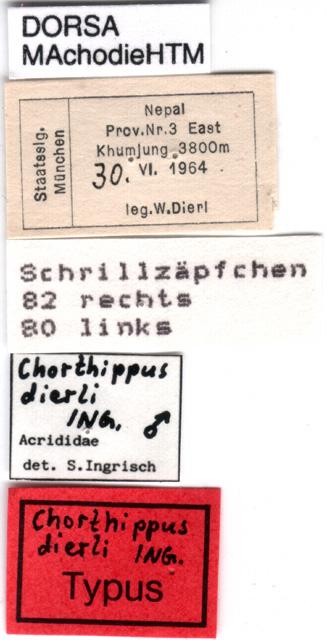 DORSA
MAchodieHTM
Staatsslg.
München
Nepal
Prov.Nr.3 East
Khumjung 3800m
30. VI. 1964
leg.W.Dierl
Schrillzäpfchen
82 rechts
80 links
Chorthippus
dierli
ING. ♂
Acrididae
det. S.Ingrisch
Chorthippus
dierli ING.
Typus